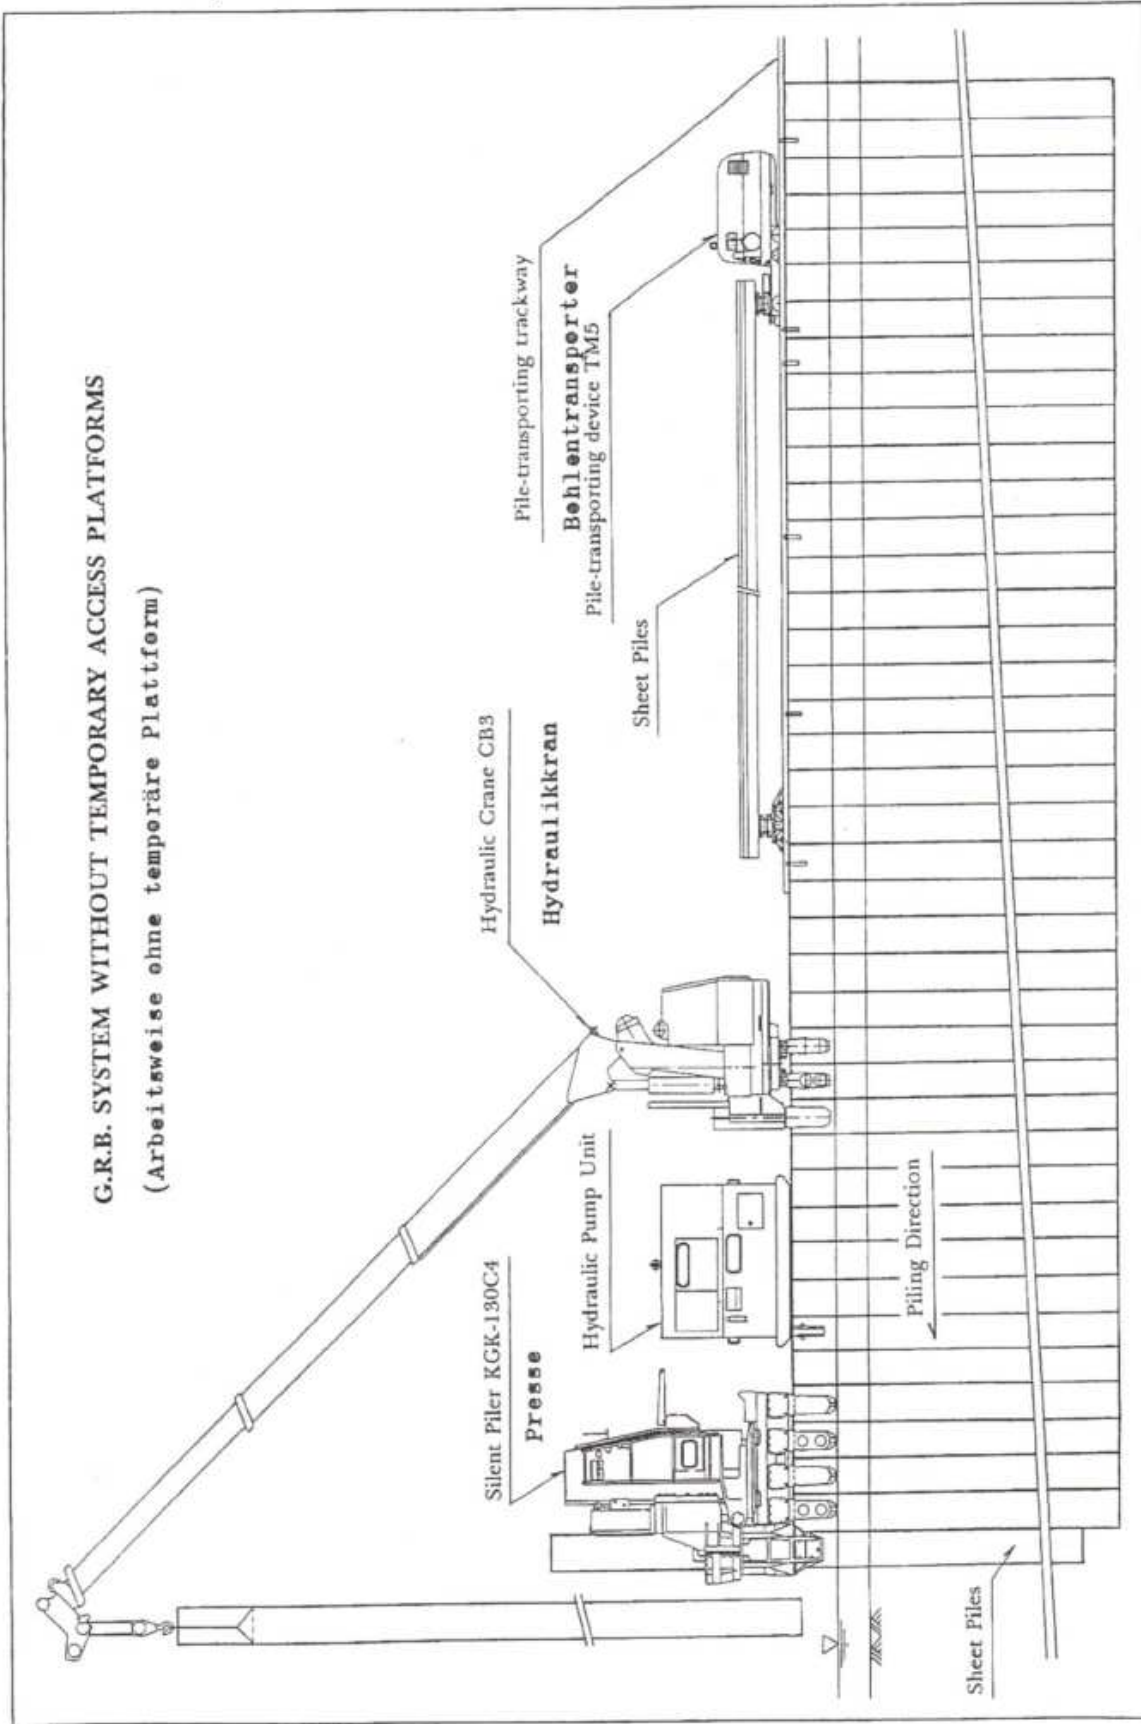 G.R.B. SYSTEM WITHOUT TEMPORARY ACCESS PLATFORMS
(Arbeitsweise ohne temporäre Plattform)
Pile-transporting trackway
Bohlentransporter
Pile-transporting device TM5
Sheet Piles
Hydraulic Crane CB3
Hydraulikkran
Hydraulic Pump Unit
Silent Piler KGK-130C4
Presse
Piling Direction
Sheet Piles